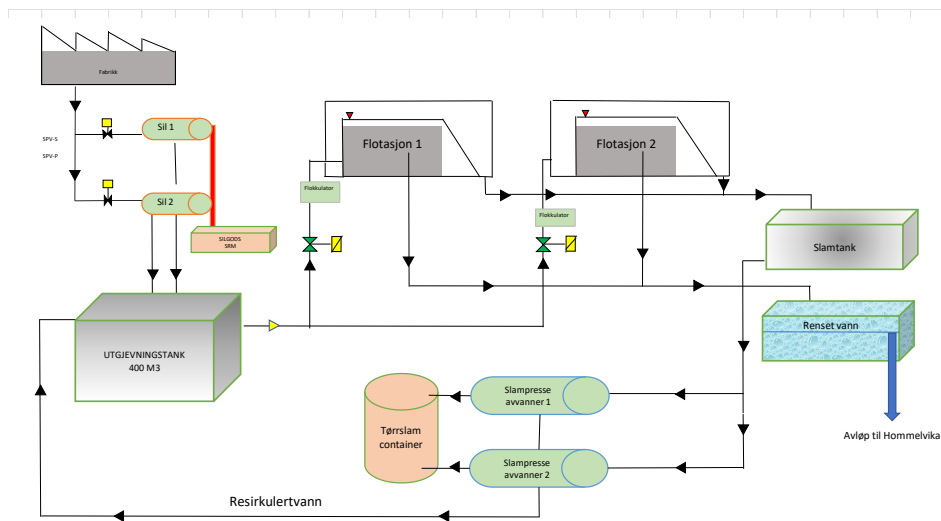 Fabrikk
SPV-S
SPV-P
Sil 1
Sil 2
SILGODS
SRM
Flokkulator
Flotasjon 1
Flokkulator
Flotasjon 2
Slamtank
UTGJEVNINGSTANK
400 M3
Renset vann
Avløp til Hommelvika
Tørrslam
container
Slampresse
avvanner 1
Slampresse
avvanner 2
Resirkulertvann